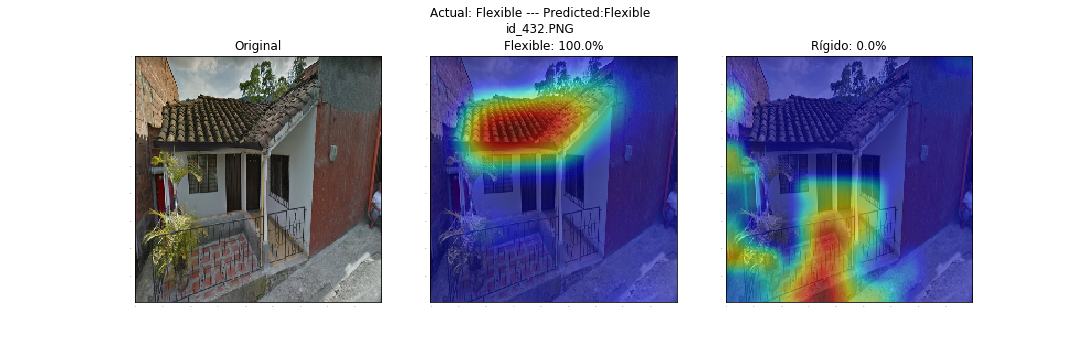 Actual: Flexible --- Predicted:Flexible
id_432.PNG
Original
Flexible: 100.0%
Rígido: 0.0%